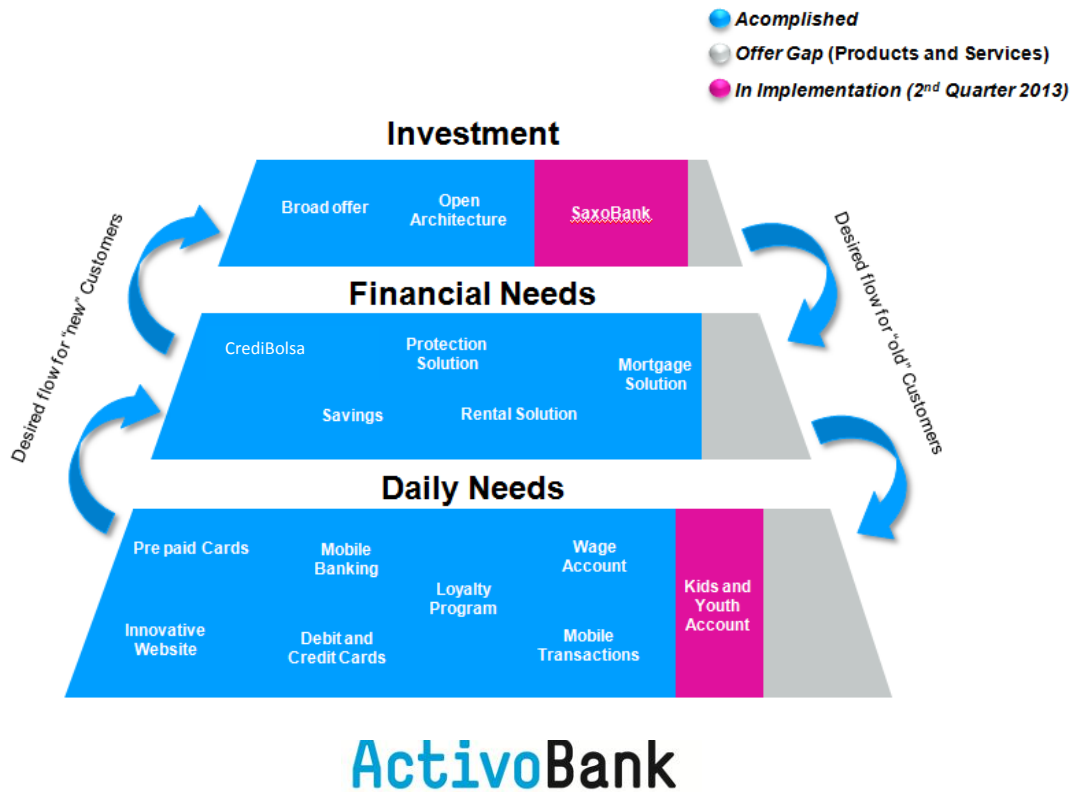 Acomplished
Offer Gap (Products and Services)
In Implementation (2nd Quarter 2013)
Investment
Broad offer
Open
Architecture
SaxoBank
Desired flow for "new" Customers
Desired flow for "old" Customers
Financial Needs
CrediBolsa
Protection
Solution
Mortgage
Solution
Savings
Rental Solution
Daily Needs
Pre paid Cards
Mobile
Banking
Wage
Account
Loyalty
Program
Kids and
Youth
Account
Innovative
Website
Debit and
Credit Cards
Mobile
Transactions
ActivoBank